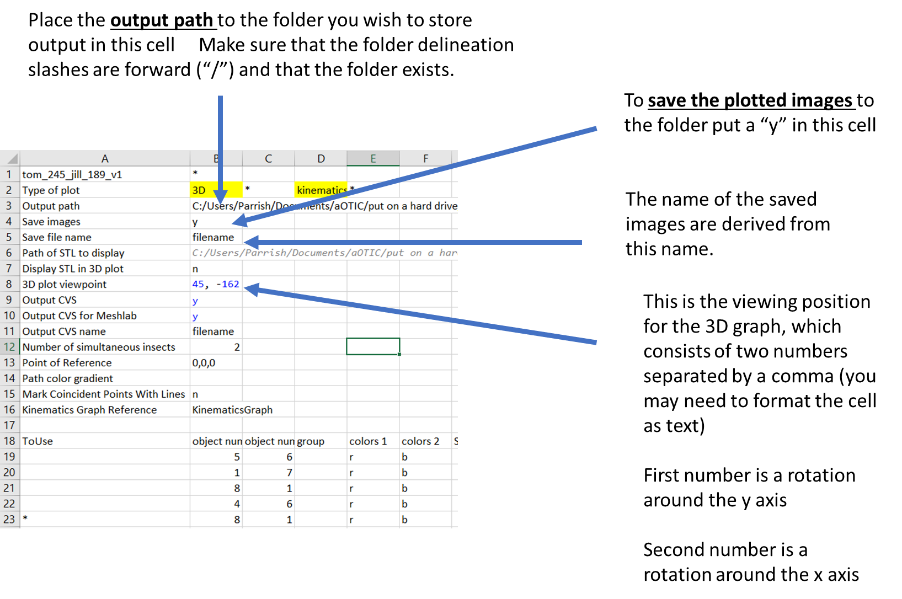 Place the output path to the folder you wish to store
output in this cell Make sure that the folder delineation
slashes are forward (“/”) and that the folder exists.
To save the plotted images to
the folder put a “y” in this cell
The name of the saved
images are derived from
this name.
This is the viewing position
for the 3D graph, which
consists of two numbers
separated by a comma (you
may need to format the cell
as text)
First number is a rotation
around the y axis
Second number is a
rotation around the x axis
A B C D E F
1 tom_245_jill_189_v1 *
2 Type of plot 3D * kinematics *
3 Output path C:/Users/Parrish/Documents/aOTIC/put on a hard drive
4 Save images y
5 Save file name filename
6 Path of STL to display C:/Users/Parrish/Documents/aOTIC/put on a har
7 Display STL in 3D plot n
8 3D plot viewpoint 45, -162
9 Output CVS y
10 Output CVS for Meshlab y
11 Output CVS name filename
12 Number of simultaneous insects 2
13 Point of Reference 0,0,0
14 Path color gradient
15 Mark Coincident Points With Lines n
16 Kinematics Graph Reference KinematicsGraph
17
18 ToUse object nun object nun group colors 1 colors 2 S
19 5 6 r b
20 1 7 r b
21 8 1 r b
22 4 6 r b
23 * 8 1 r b